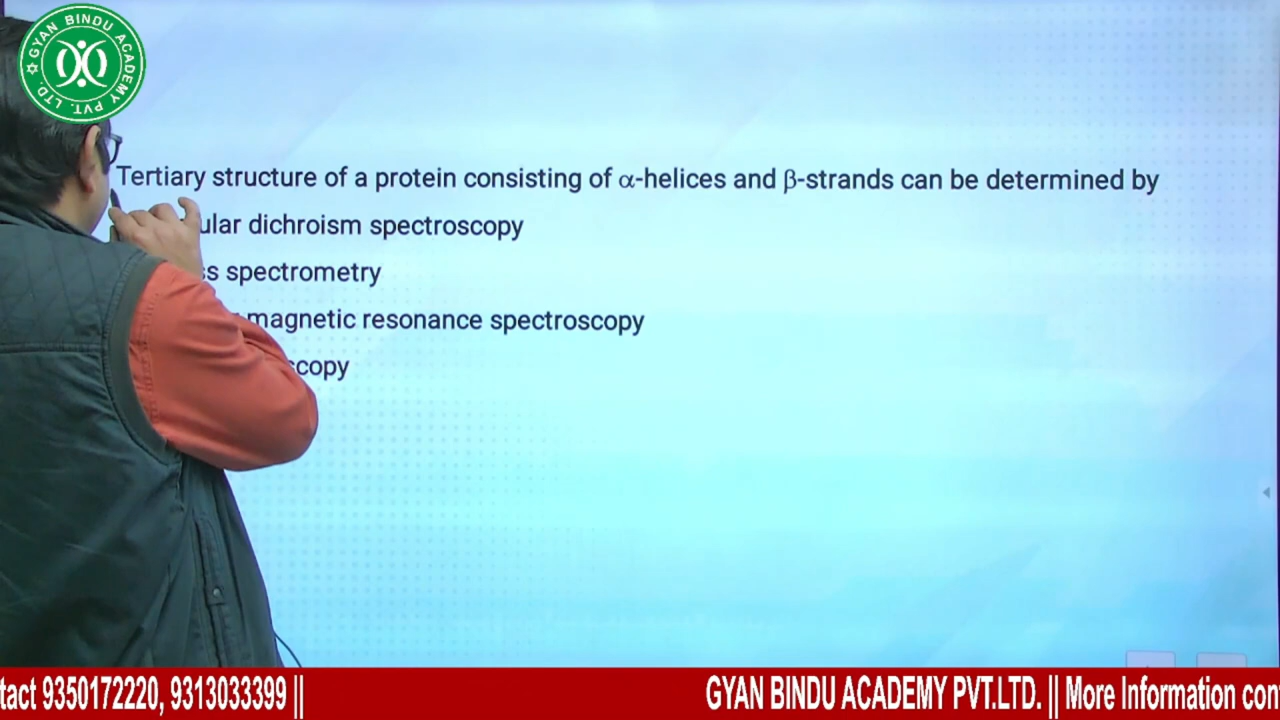 GYAN BINDU ACADEMY PVT. LTD.
Tertiary structure of a protein consisting of α-helices and β-strands can be determined by
ular dichroism spectroscopy
ss spectrometry
magnetic resonance spectroscopy
copy
tact 9350172220, 9313033399 || GYAN BINDU ACADEMY PVT.LTD. || More Information con